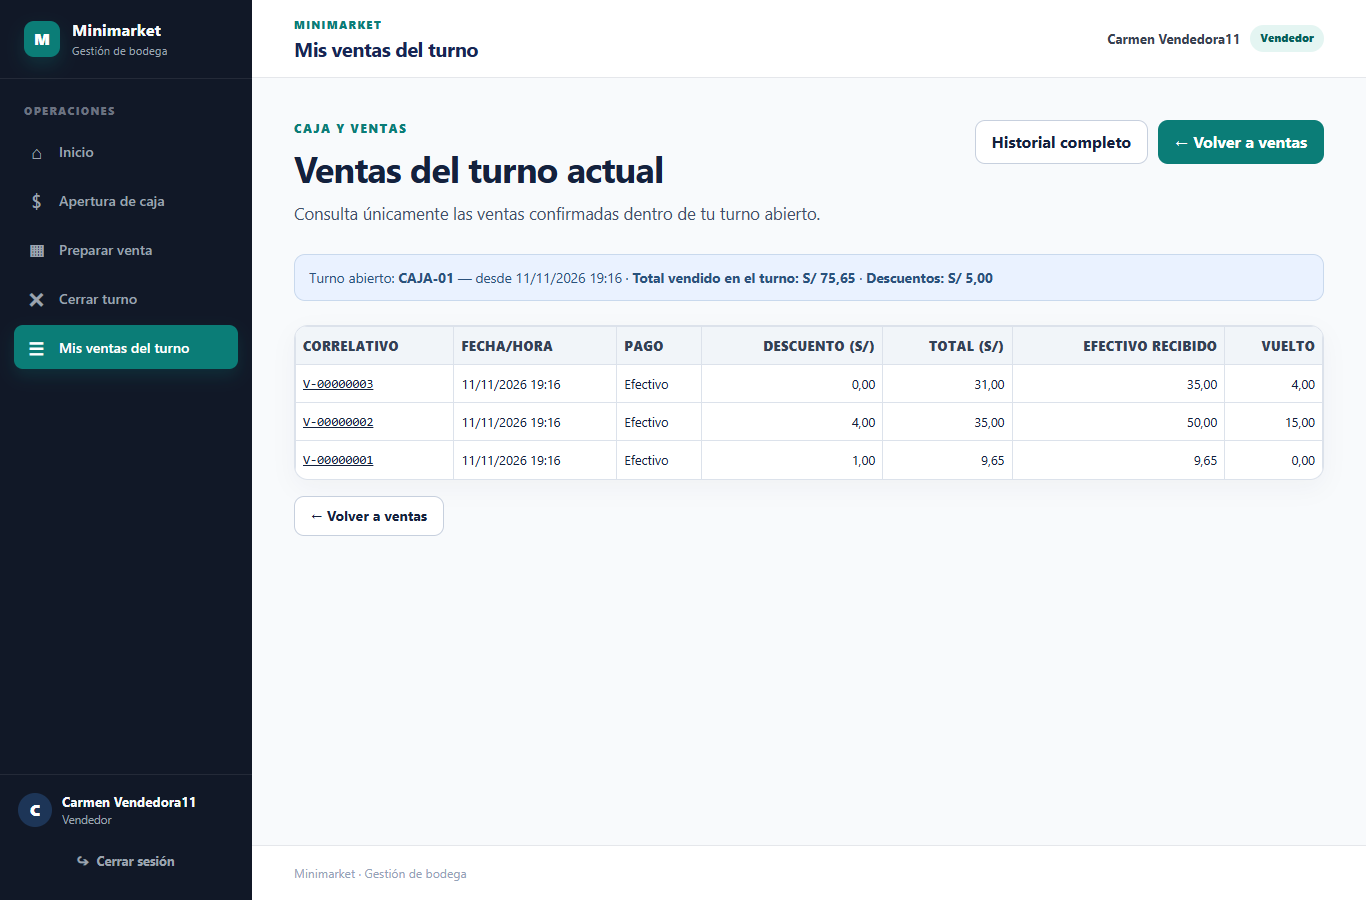 M
Minimarket
Gestión de bodega
OPERACIONES
⌂ Inicio
$ Apertura de caja
▦ Preparar venta
✕ Cerrar turno
☰ Mis ventas del turno
C
Carmen Vendedora11
Vendedor
↪ Cerrar sesión
MINIMARKET
Mis ventas del turno
Carmen Vendedora11 Vendedor
CAJA Y VENTAS
Ventas del turno actual
Consulta únicamente las ventas confirmadas dentro de tu turno abierto.
Historial completo
← Volver a ventas
Turno abierto: CAJA-01 — desde 11/11/2026 19:16 · Total vendido en el turno: S/ 75,65 · Descuentos: S/ 5,00
CORRELATIVO FECHA/HORA PAGO DESCUENTO (S/) TOTAL (S/) EFECTIVO RECIBIDO VUELTO
V-00000003 11/11/2026 19:16 Efectivo 0,00 31,00 35,00 4,00
V-00000002 11/11/2026 19:16 Efectivo 4,00 35,00 50,00 15,00
V-00000001 11/11/2026 19:16 Efectivo 1,00 9,65 9,65 0,00
← Volver a ventas
Minimarket · Gestión de bodega